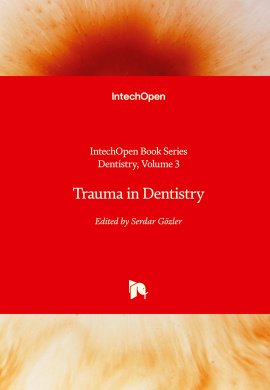 IntechOpen
IntechOpen Book Series
Dentistry, Volume 3
Trauma in Dentistry
Edited by Serdar Gözler